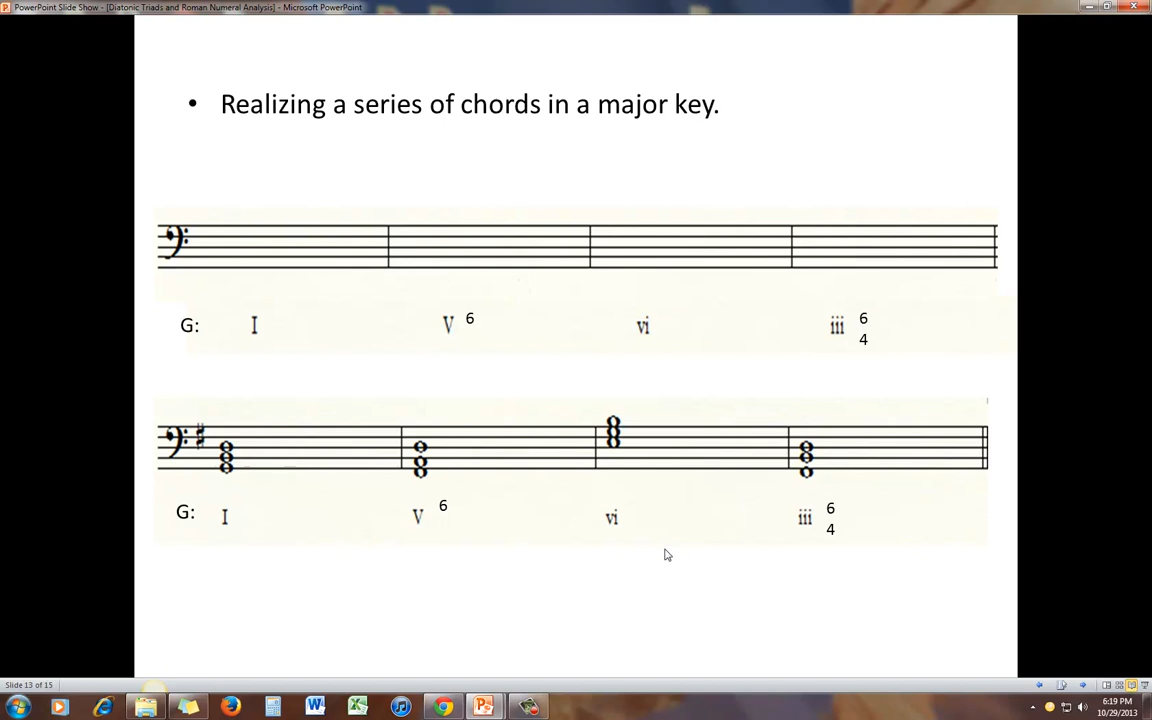 PowerPoint Slide Show - [Diatonic Triads and Roman Numeral Analysis] - Microsoft PowerPoint
• Realizing a series of chords in a major key.
G: I V 6 vi iii 6
4
G: I V 6 vi iii 6
4
Slide 13 of 15
6:19 PM
10/29/2013